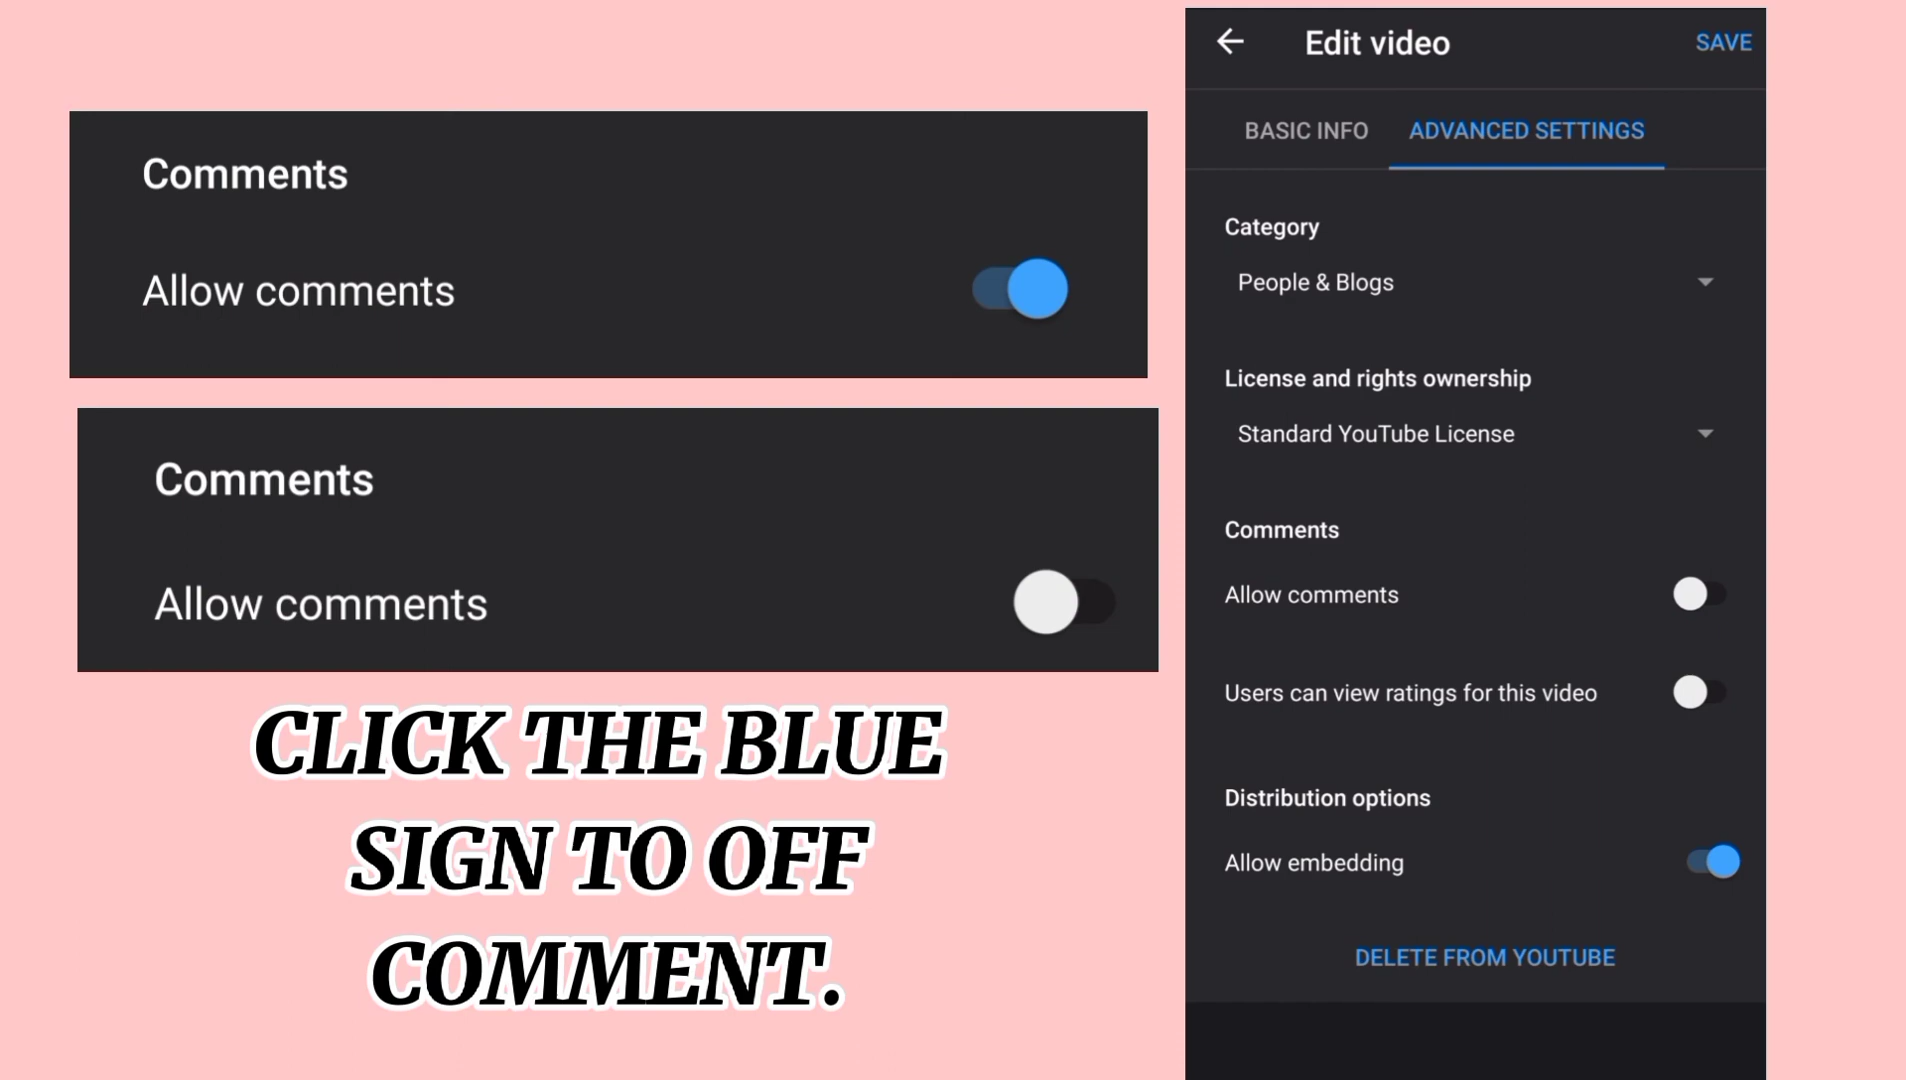 Comments
Allow comments
Comments
Allow comments
CLICK THE BLUE
SIGN TO OFF
COMMENT.
Edit video
SAVE
BASIC INFO
ADVANCED SETTINGS
Category
People & Blogs
License and rights ownership
Standard YouTube License
Comments
Allow comments
Users can view ratings for this video
Distribution options
Allow embedding
DELETE FROM YOUTUBE